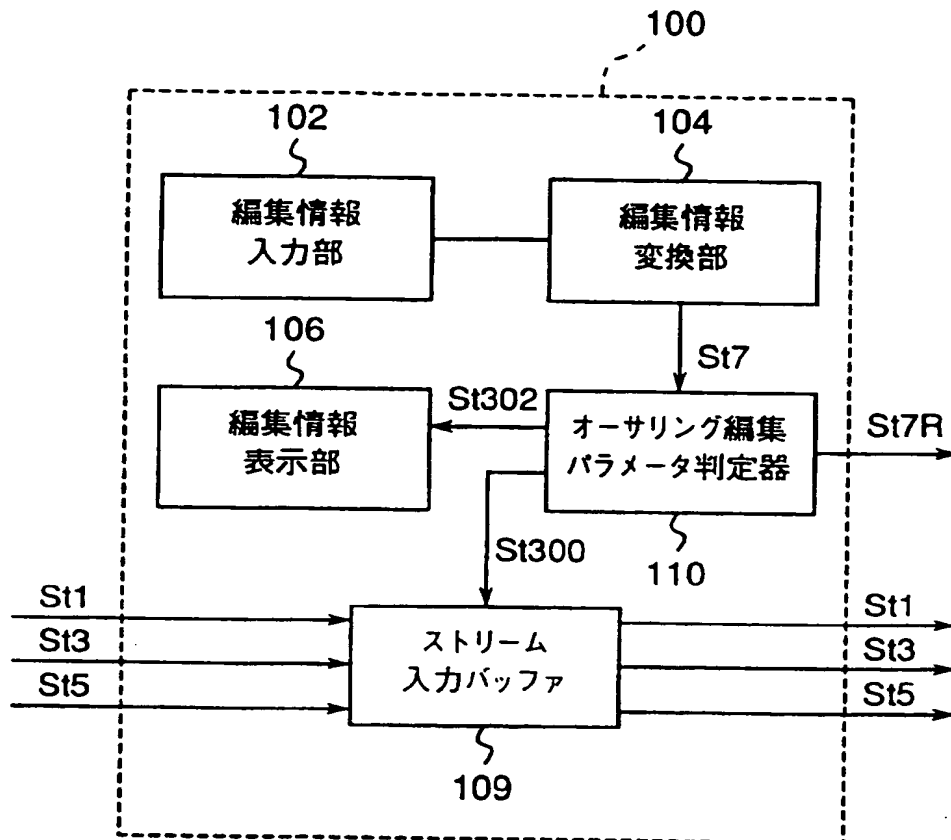 100
102
104
編集情報
入力部
編集情報
変換部
106
St7
編集情報
表示部
St302
オーサリング編集
パラメータ判定器
St7R
St300
110
St1
St3
St5
ストリーム
入力バッファ
St1
St3
St5
109